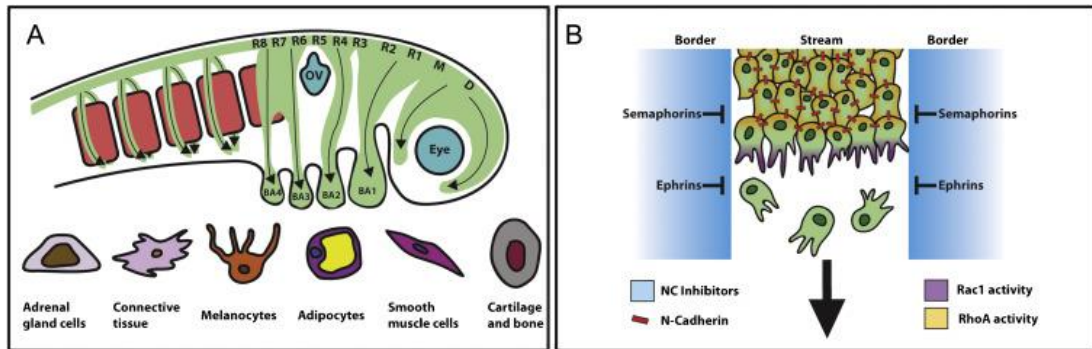 A
R8 R7 R6 R5 R4 R3 R2 R1 M D
OV
Eye
BA4 BA3 BA2 BA1
Adrenal
gland cells
Connective
tissue
Melanocytes
Adipocytes
Smooth
muscle cells
Cartilage
and bone
B
Border Stream Border
Semaphorins Semaphorins
Ephrins Ephrins
NC Inhibitors
N-Cadherin
Rac1 activity
RhoA activity